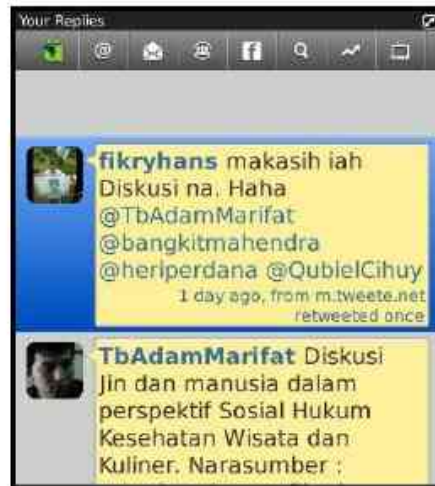 Your Replies
fikryhans makasih iah
Diskusi na. Haha
@TbAdamMarifat
@bangkitmahendra
@heriperdana @QubielCihuy
1 day ago, from m.tweete.net
retweeted once
TbAdamMarifat Diskusi
Jin dan manusia dalam
perspektif Sosial Hukum
Kesehatan Wisata dan
Kuliner. Narasumber :